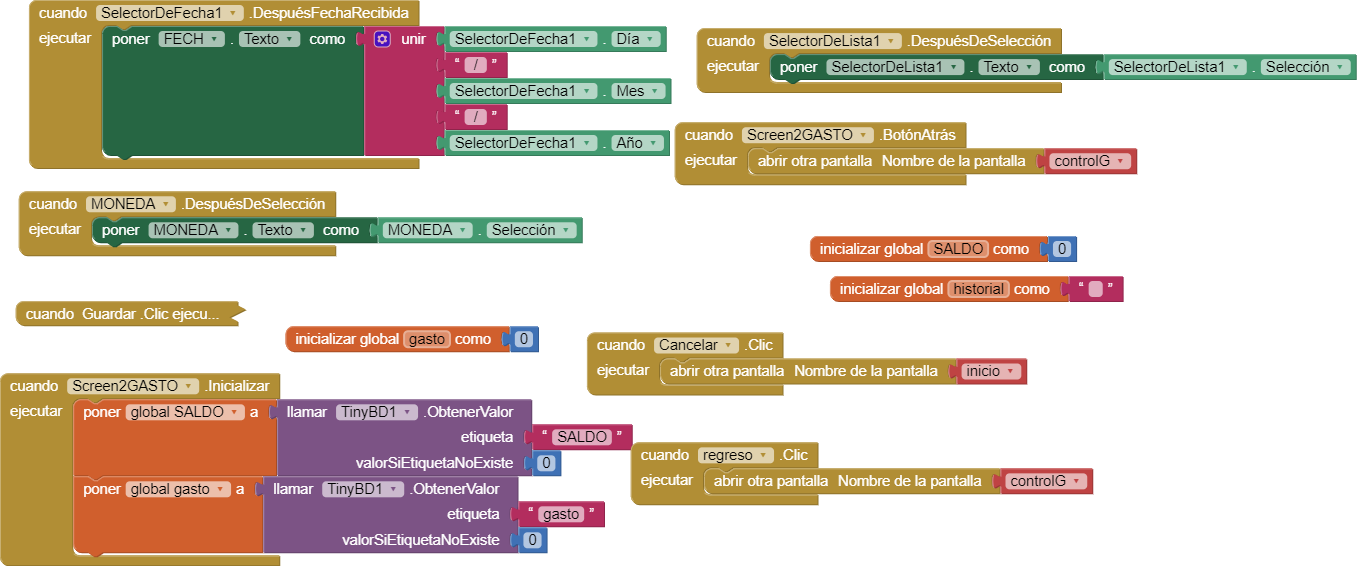 cuando SelectorDeFecha1 .DespuésFechaRecibida
ejecutar poner FECH . Texto como unir SelectorDeFecha1 . Día
“ / ”
SelectorDeFecha1 . Mes
“ / ”
SelectorDeFecha1 . Año
cuando SelectorDeLista1 .DespuésDeSelección
ejecutar poner SelectorDeLista1 . Texto como SelectorDeLista1 . Selección
cuando Screen2GASTO .BotónAtrás
ejecutar abrir otra pantalla Nombre de la pantalla controlG
cuando MONEDA .DespuésDeSelección
ejecutar poner MONEDA . Texto como MONEDA . Selección
inicializar global SALDO como 0
inicializar global historial como “ ”
cuando Guardar .Clic ejecu...
inicializar global gasto como 0
cuando Cancelar .Clic
ejecutar abrir otra pantalla Nombre de la pantalla inicio
cuando Screen2GASTO .Inicializar
ejecutar poner global SALDO a llamar TinyBD1 .ObtenerValor
etiqueta “ SALDO ”
valorSiEtiquetaNoExiste 0
poner global gasto a llamar TinyBD1 .ObtenerValor
etiqueta “ gasto ”
valorSiEtiquetaNoExiste 0
cuando regreso .Clic
ejecutar abrir otra pantalla Nombre de la pantalla controlG